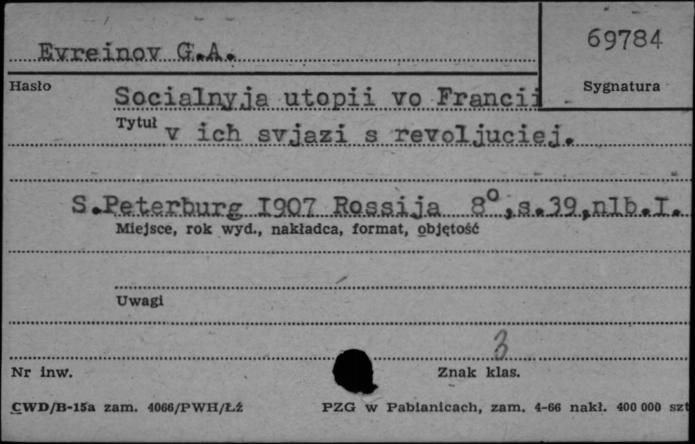 Evreinov G.A.
69784
Hasło
Sygnatura
Socialnyja utopii vo Francii
Tytuł
v ich svjazi s revoljuciej.
S.Peterburg I907 Rossija 8°,s.39,nlb.I.
Miejsce, rok wyd., nakładca, format, objętość
Uwagi
3
Nr inw.
Znak klas.
CWD/B-15a zam. 4066/PWH/Łź
PZG w Pabianicach, zam. 4-66 nakł. 400 000 szt